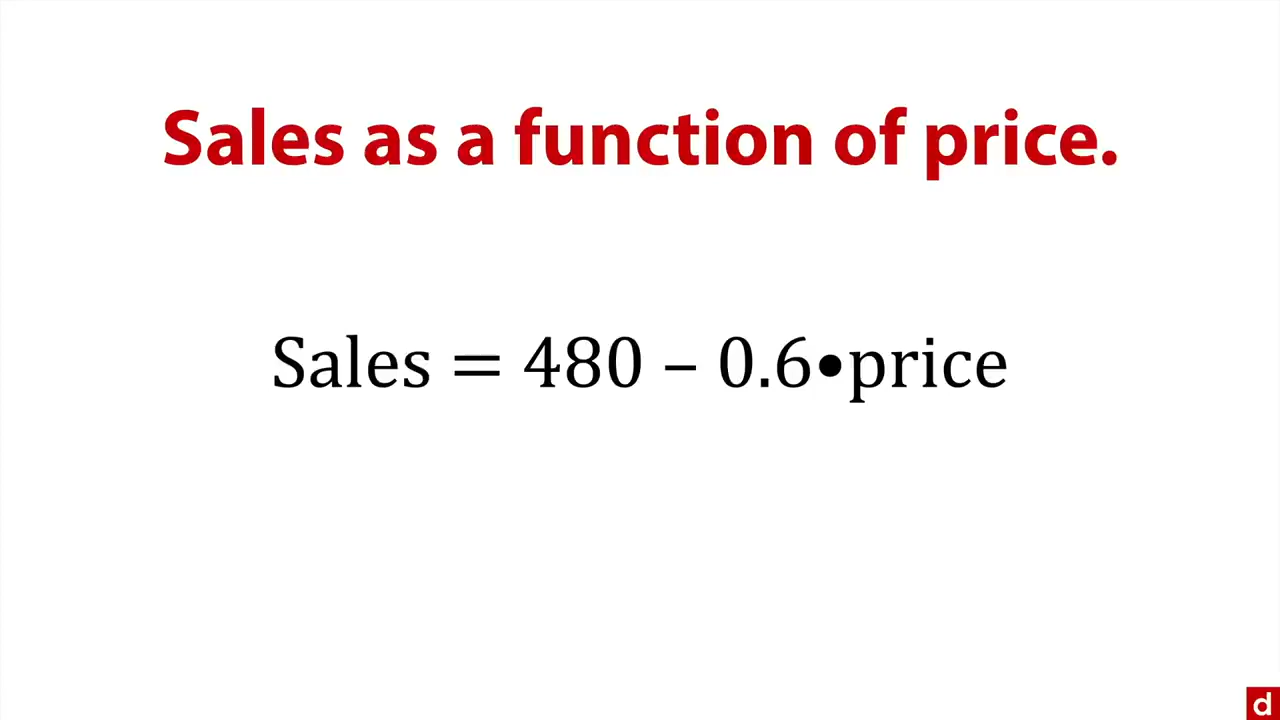 Sales as a function of price.
Sales = 480 – 0.6•price
d